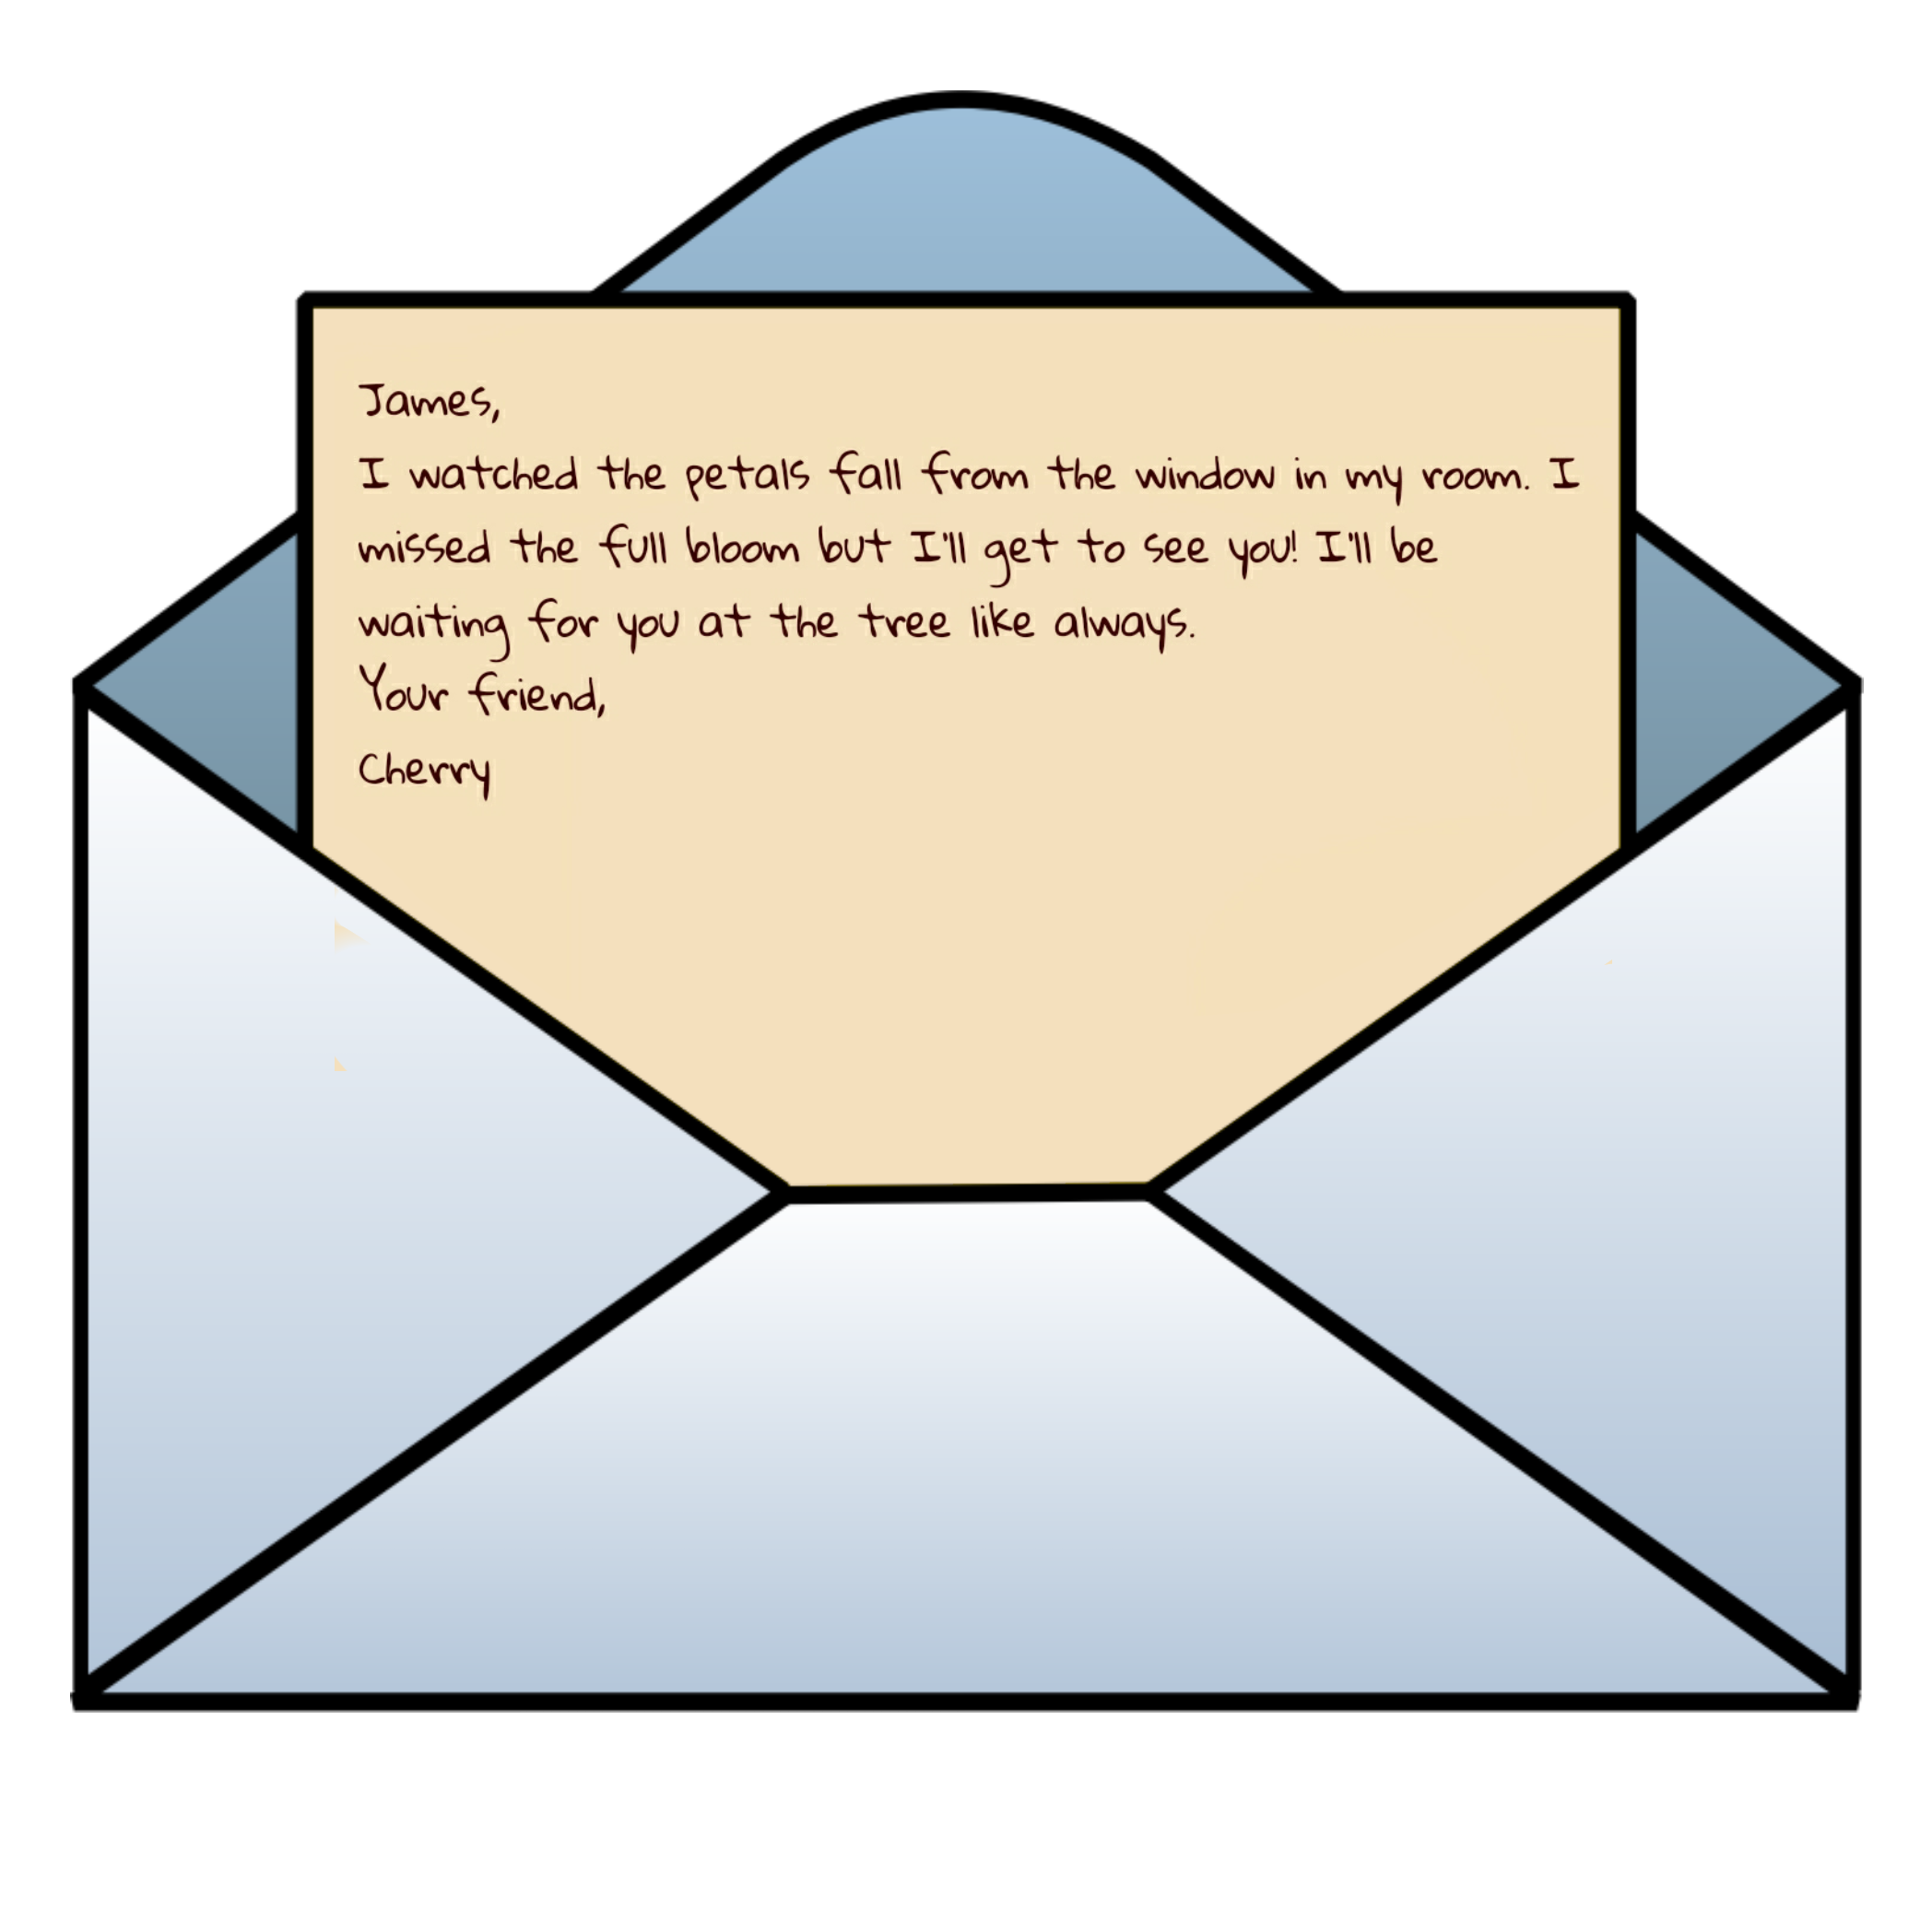 James,
I watched the petals fall from the window in my room. I
missed the full bloom but I'll get to see you! I'll be
waiting for you at the tree like always.
Your friend,
Cherry